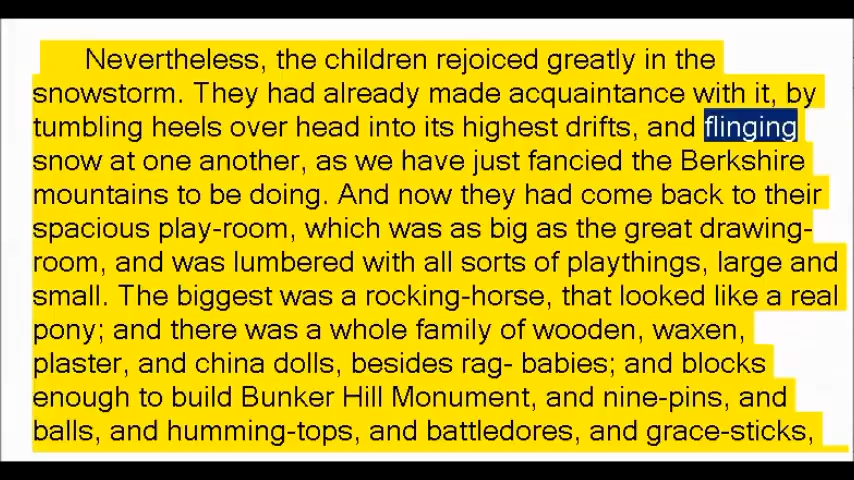 Nevertheless, the children rejoiced greatly in the
snowstorm. They had already made acquaintance with it, by
tumbling heels over head into its highest drifts, and flinging
snow at one another, as we have just fancied the Berkshire
mountains to be doing. And now they had come back to their
spacious play-room, which was as big as the great drawing-
room, and was lumbered with all sorts of playthings, large and
small. The biggest was a rocking-horse, that looked like a real
pony; and there was a whole family of wooden, waxen,
plaster, and china dolls, besides rag- babies; and blocks
enough to build Bunker Hill Monument, and nine-pins, and
balls, and humming-tops, and battledores, and grace-sticks,